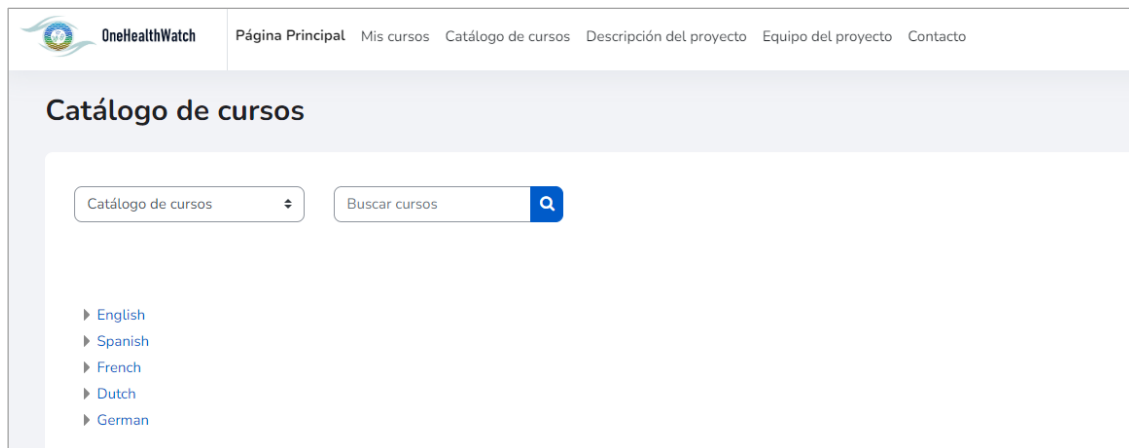 OneHealthWatch Página Principal Mis cursos Catálogo de cursos Descripción del proyecto Equipo del proyecto Contacto
Catálogo de cursos
Catálogo de cursos Buscar cursos
English
Spanish
French
Dutch
German